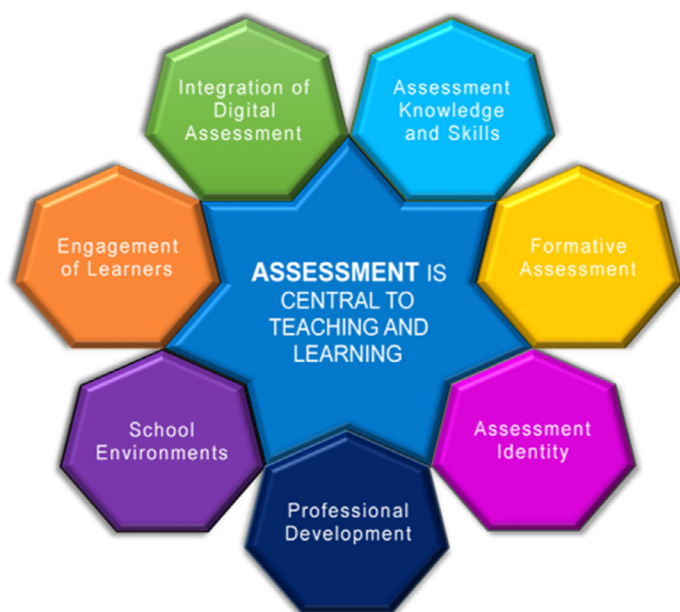 Integration of
Digital
Assessment
Assessment
Knowledge
and Skills
Engagement
of Learners
ASSESSMENT IS
CENTRAL TO
TEACHING AND
LEARNING
Formative
Assessment
School
Environments
Assessment
Identity
Professional
Development